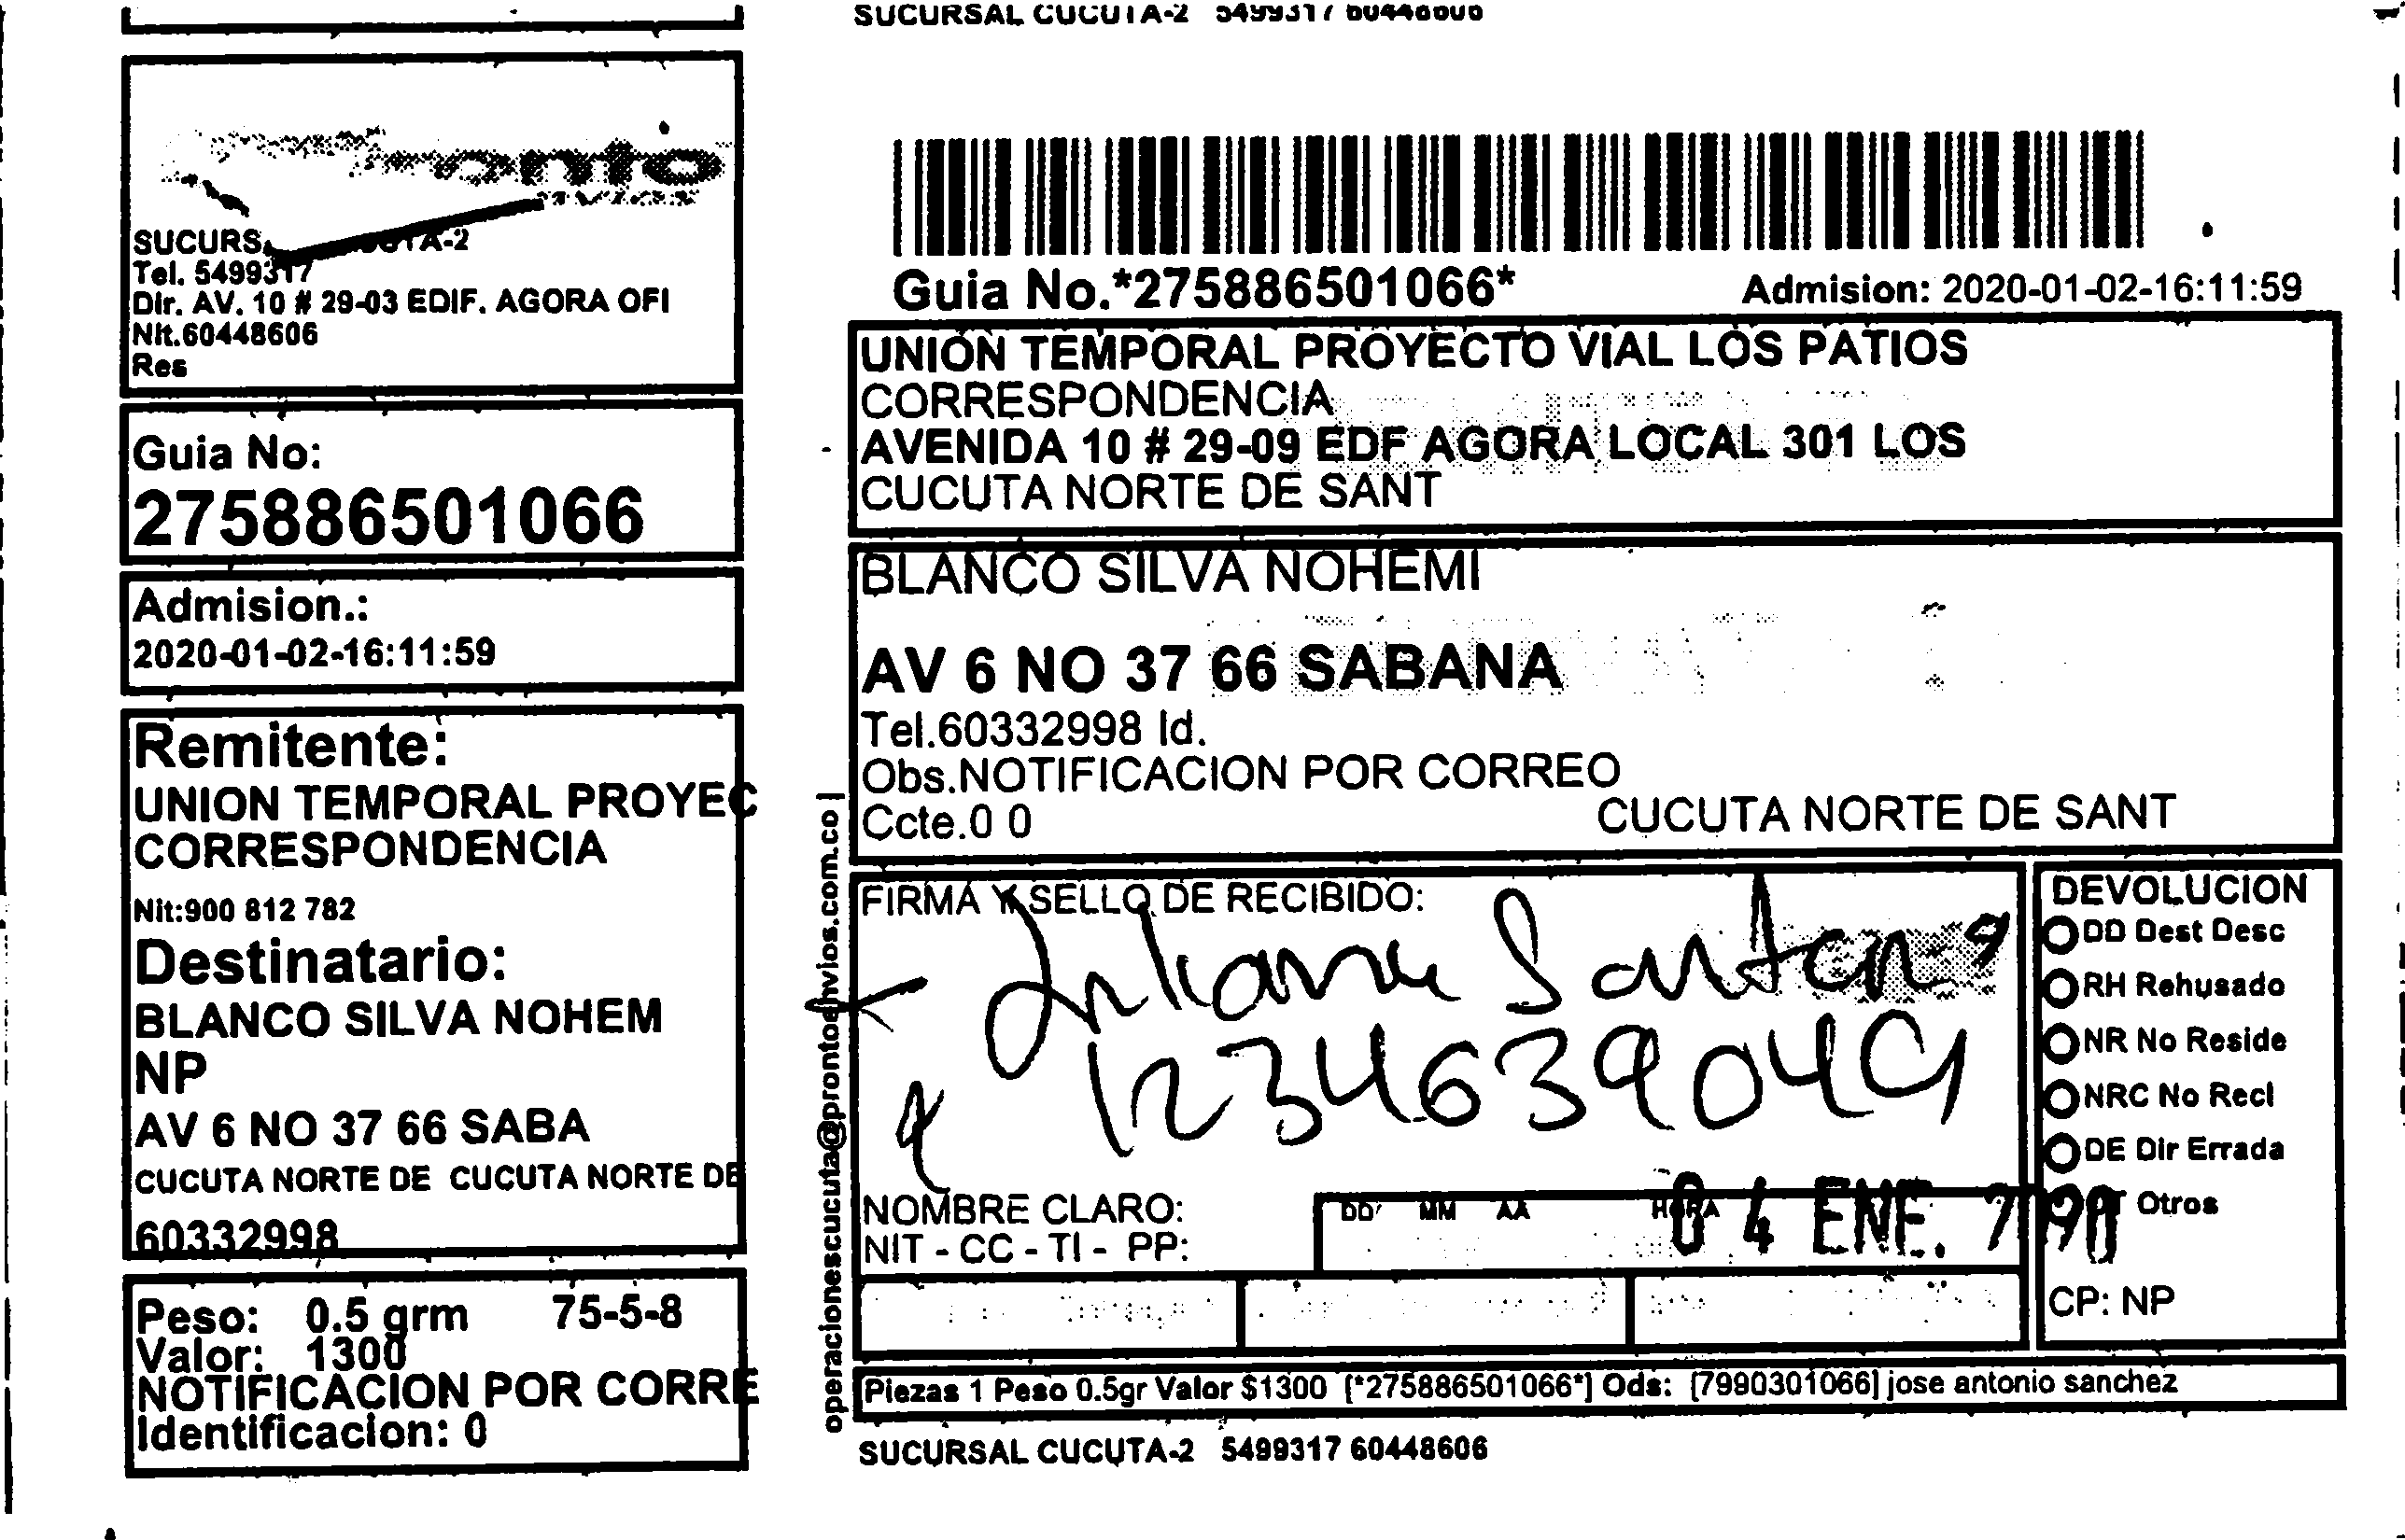 SUCURSAL CUCUTA-2 5499317 60448606
Tel. 5499317
Dir. AV. 10 # 29-03 EDIF. AGORA OFI
Nit.60448606
Res
Guia No:
275886501066
Admision.:
2020-01-02-16:11:59
Remitente:
UNION TEMPORAL PROYEC
CORRESPONDENCIA
Nit:900 812 782
Destinatario:
BLANCO SILVA NOHEM
NP
AV 6 NO 37 66 SABA
CUCUTA NORTE DE CUCUTA NORTE DE
60332998
Peso: 0.5 grm 75-5-8
Valor: 1300
NOTIFICACION POR CORRE
Identificacion: 0
operacionescucuta@prontoenvios.com.co |
Guia No.*275886501066*
Admision: 2020-01-02-16:11:59
UNION TEMPORAL PROYECTO VIAL LOS PATIOS
CORRESPONDENCIA
AVENIDA 10 # 29-09 EDF AGORA LOCAL 301 LOS
CUCUTA NORTE DE SANT
BLANCO SILVA NOHEMI
AV 6 NO 37 66 SABANA
Tel.60332998 Id.
Obs.NOTIFICACION POR CORREO
Ccte.0 0
CUCUTA NORTE DE SANT
FIRMA Y SELLO DE RECIBIDO:
1234639049
NOMBRE CLARO:
NIT - CC - TI - PP:
DD MM AA HORA
04 ENE.
DEVOLUCION
DD Dest Desc
RH Rehusado
NR No Reside
NRC No Recl
DE Dir Errada
Otros
CP: NP
Piezas 1 Peso 0.5gr Valor $1300 [*275886501066*] Ods: [7990301066] jose antonio sanchez
SUCURSAL CUCUTA-2 5499317 60448606